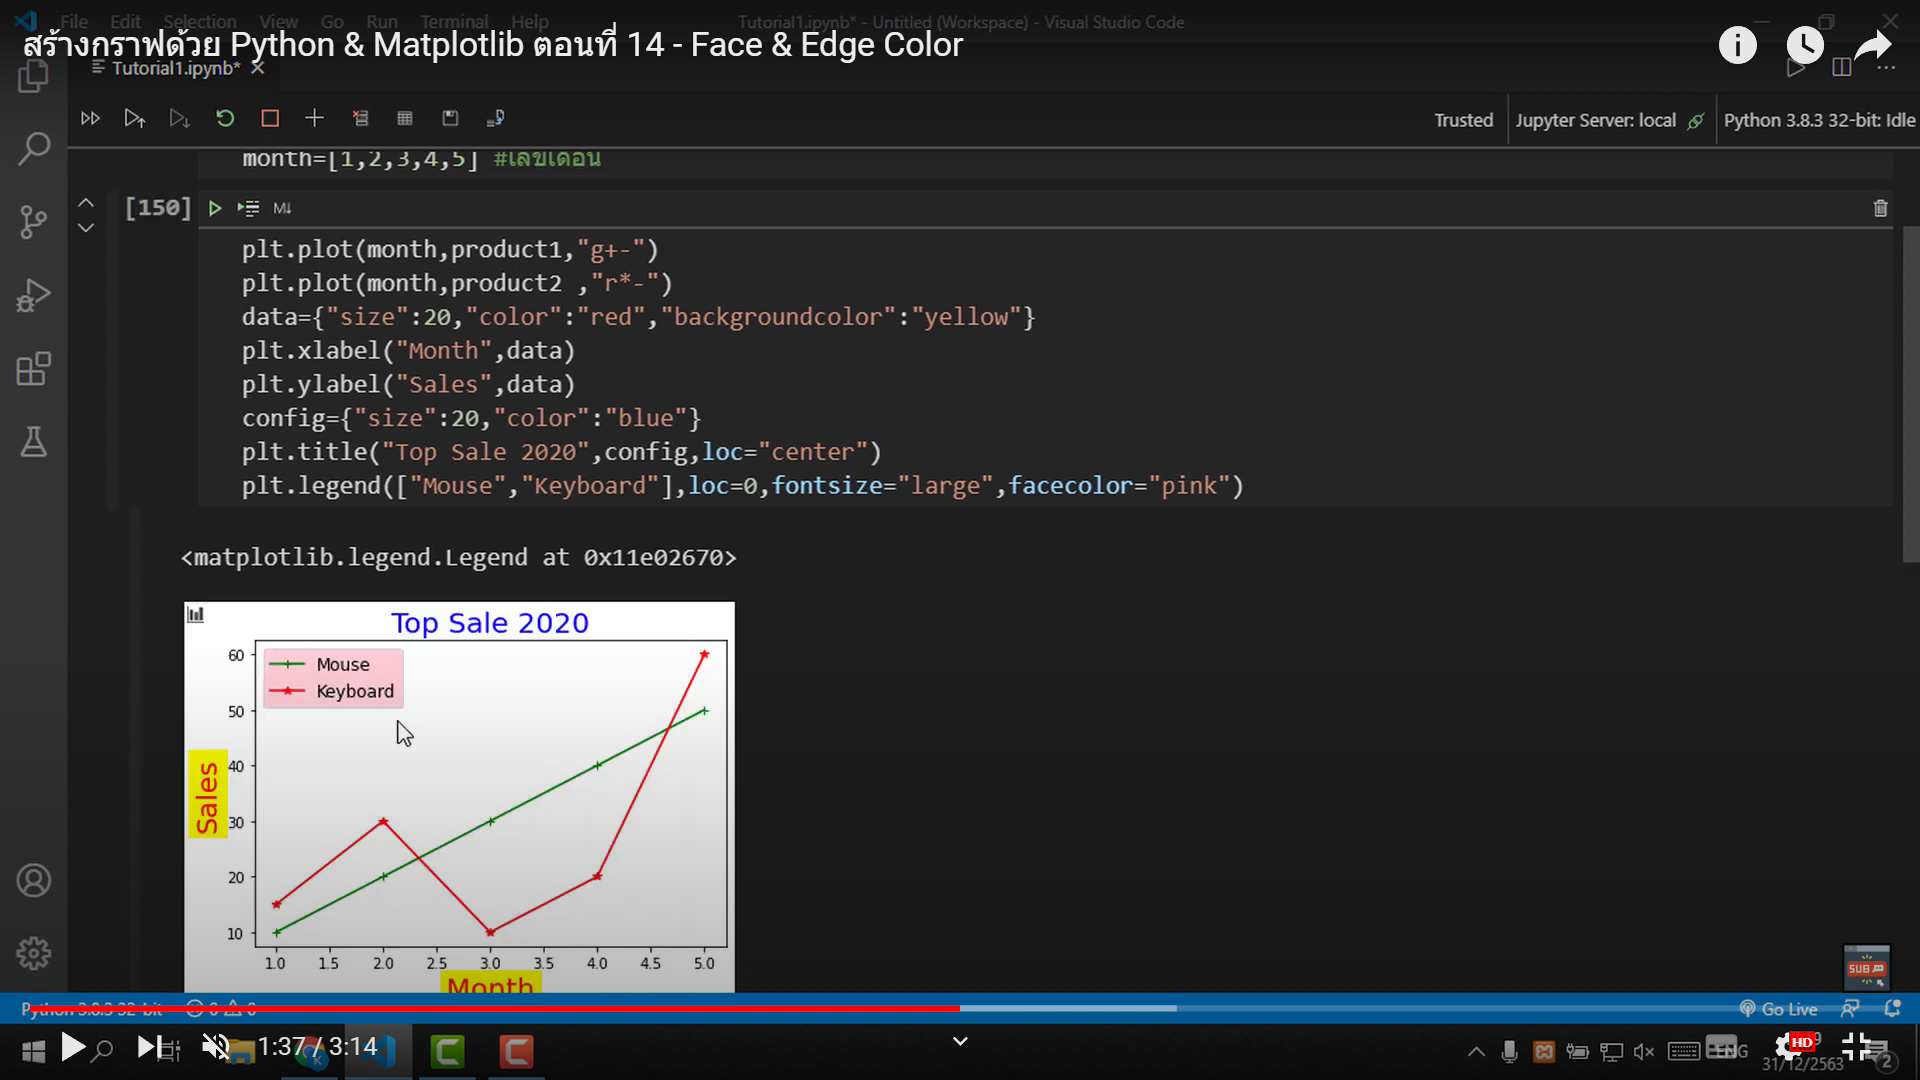 File Edit Selection View Go Run Terminal Help Tutorial1.ipynb* - Untitled (Workspace) - Visual Studio Code
สร้างกราฟด้วย Python & Matplotlib ตอนที่ 14 - Face & Edge Color
Tutorial1.ipynb*
Trusted Jupyter Server: local Python 3.8.3 32-bit: Idle
month=[1,2,3,4,5] #เลขเดือน
[150] M↓
plt.plot(month,product1,"g+-")
plt.plot(month,product2 ,"r*-")
data={"size":20,"color":"red","backgroundcolor":"yellow"}
plt.xlabel("Month",data)
plt.ylabel("Sales",data)
config={"size":20,"color":"blue"}
plt.title("Top Sale 2020",config,loc="center")
plt.legend(["Mouse","Keyboard"],loc=0,fontsize="large",facecolor="pink")
<matplotlib.legend.Legend at 0x11e02670>
Top Sale 2020
Mouse
Keyboard
60
50
40
30
20
10
Sales
1.0 1.5 2.0 2.5 3.0 3.5 4.0 4.5 5.0
Month
SUB
Python 3.8.3 32-bit 0 0 Go Live
1:37 / 3:14
ENG
HD
31/12/2563
2